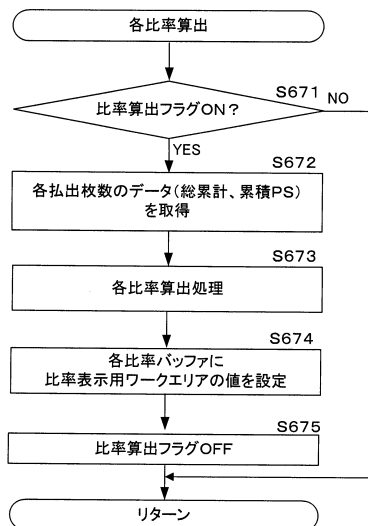 各比率算出
S671
比率算出フラグON？
NO
YES
S672
各払出枚数のデータ(総累計、累積PS)
を取得
S673
各比率算出処理
S674
各比率バッファに
比率表示用ワークエリアの値を設定
S675
比率算出フラグOFF
リターン